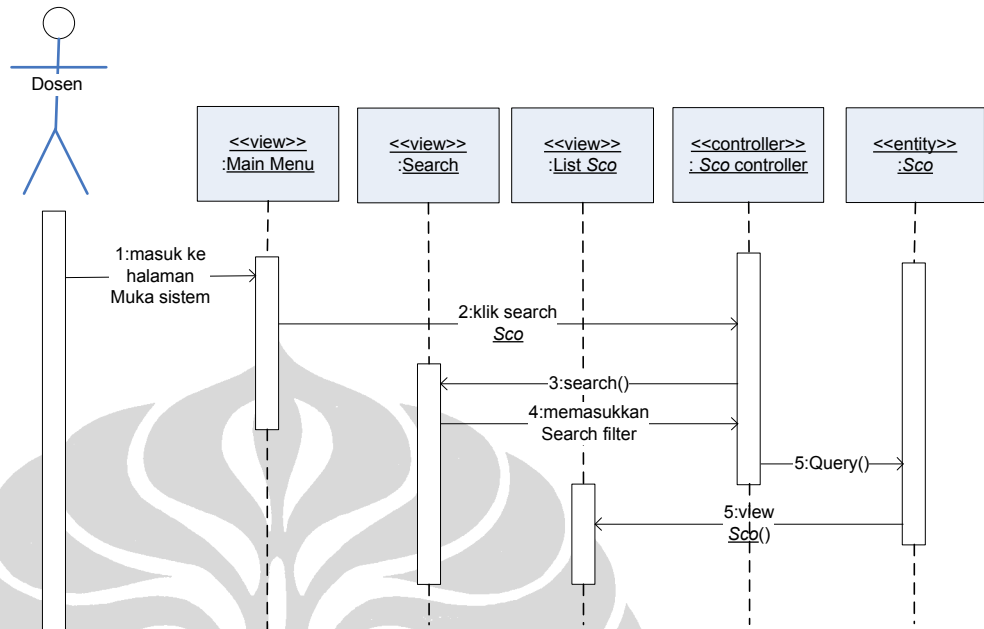 Dosen
<<view>>
:Main Menu
<<view>>
:Search
<<view>>
:List Sco
<<controller>>
: Sco controller
<<entity>>
:Sco
1:masuk ke
halaman
Muka sistem
2:klik search
Sco
3:search()
4:memasukkan
Search filter
5:Query()
5:view
Sco()